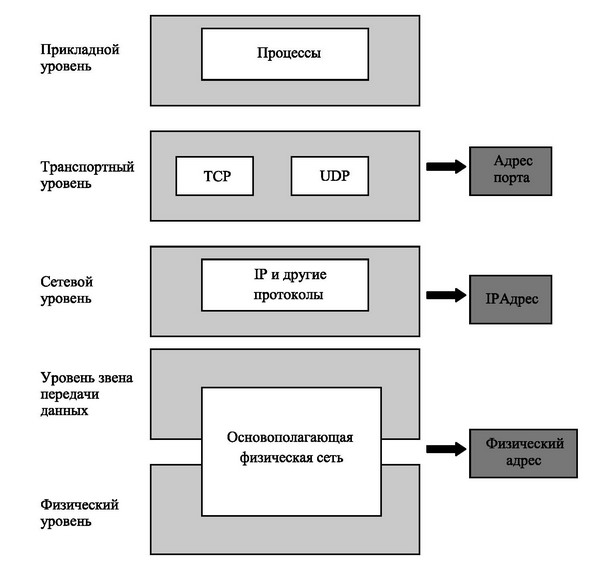 Прикладной
уровень
Процессы
Транспортный
уровень
TCP
UDP
Адрес
порта
Сетевой
уровень
IP и другие
протоколы
IPАдрес
Уровень звена
передачи
данных
Основополагающая
физическая сеть
Физический
адрес
Физический
уровень